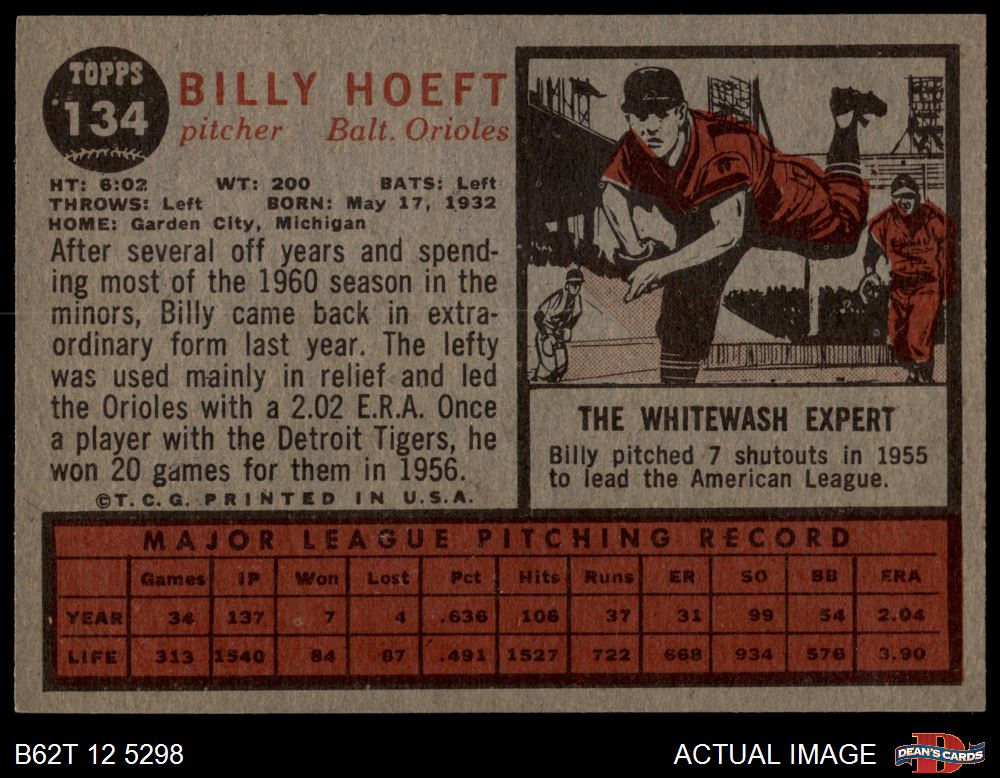 TOPPS
134
BILLY HOEFT
pitcher Balt. Orioles
HT: 6:02 WT: 200 BATS: Left
THROWS: Left BORN: May 17, 1932
HOME: Garden City, Michigan
After several off years and spend-
ing most of the 1960 season in the
minors, Billy came back in extra-
ordinary form last year. The lefty
was used mainly in relief and led
the Orioles with a 2.02 E.R.A. Once
a player with the Detroit Tigers, he
won 20 games for them in 1956.
©T.C.G. PRINTED IN U.S.A.
THE WHITEWASH EXPERT
Billy pitched 7 shutouts in 1955
to lead the American League.
MAJOR LEAGUE PITCHING RECORD
Games IP Won Lost Pct Hits Runs ER SO BB ERA
YEAR 34 137 7 4 .636 106 37 31 99 54 2.04
LIFE 313 1540 84 87 .491 1527 722 668 934 576 3.90
B62T 12 5298
ACTUAL IMAGE
DEAN'S CARDS